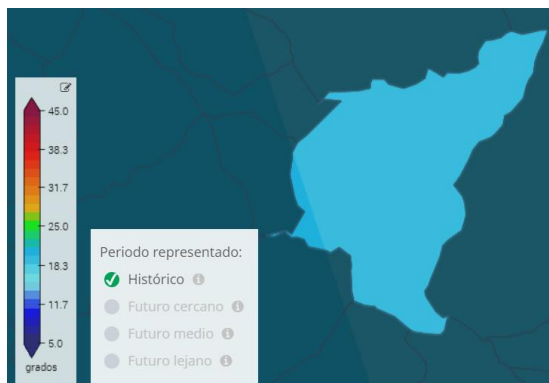 45.0
38.3
31.7
25.0
18.3
11.7
5.0
grados
Periodo representado:
Histórico
Futuro cercano
Futuro medio
Futuro lejano